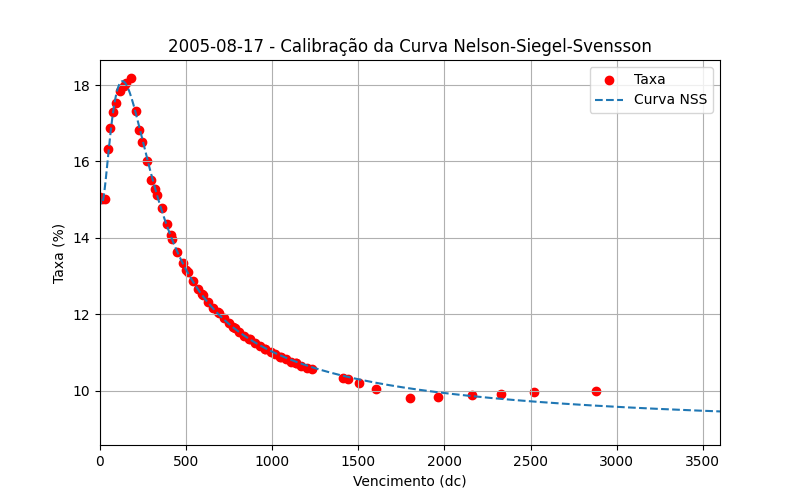 2005-08-17 - Calibração da Curva Nelson-Siegel-Svensson
Taxa
Curva NSS
Taxa (%)
18
16
14
12
10
0 500 1000 1500 2000 2500 3000 3500
Vencimento (dc)